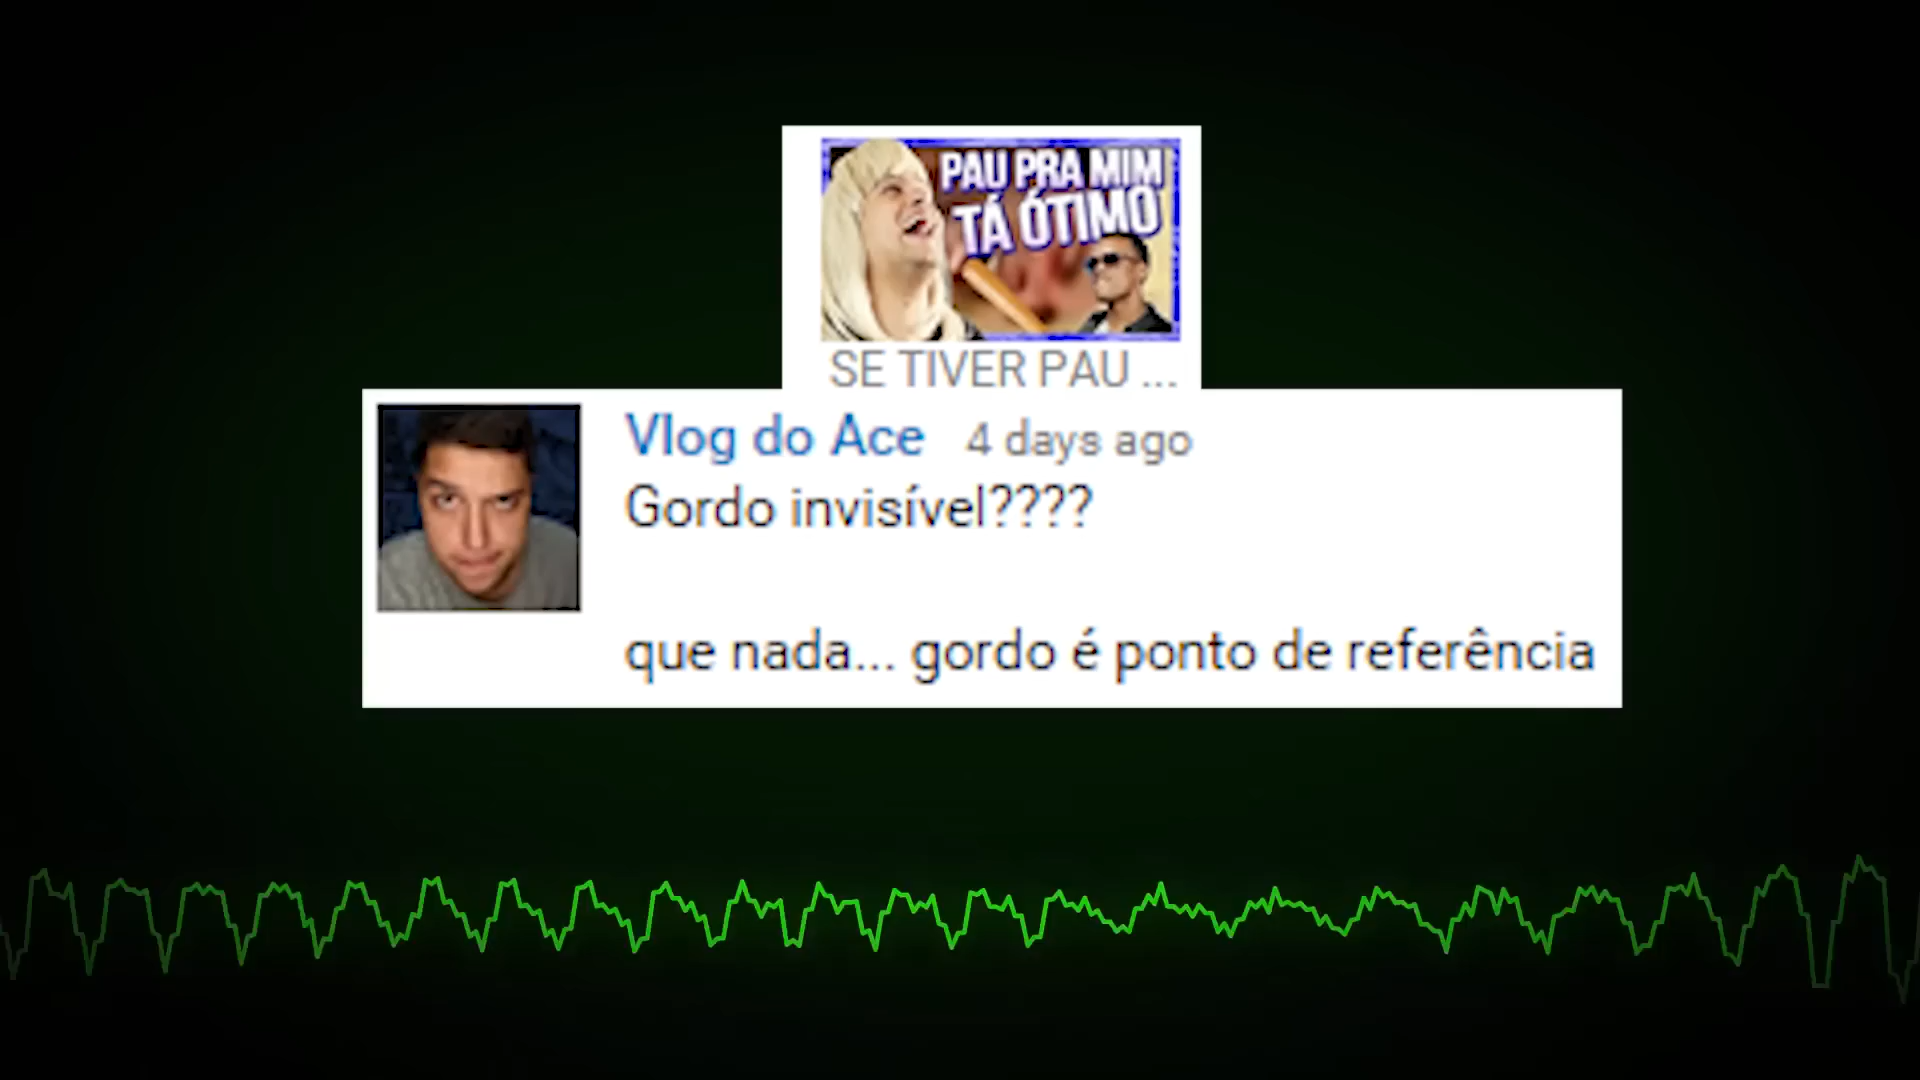 PAU PRA MIM
TÁ ÓTIMO
SE TIVER PAU ...
Vlog do Ace 4 days ago
Gordo invisível????
que nada... gordo é ponto de referência